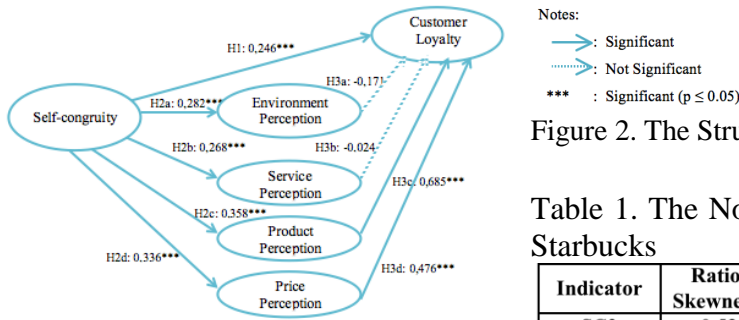 Customer
Loyalty
H1: 0,246***
H3a: -0,171
H2a: 0,282***
Environment
Perception
Self-congruity
H2b: 0,268***
H3b: -0.024
Service
Perception
H3c: 0,685***
H2c: 0,358***
Product
Perception
H2d: 0.336***
H3d: 0,476***
Price
Perception
Notes:
: Significant
: Not Significant
*** : Significant (p ≤ 0.05)
Figure 2. The Stru
Table 1. The No
Starbucks
Indicator
Ratio
Skewne